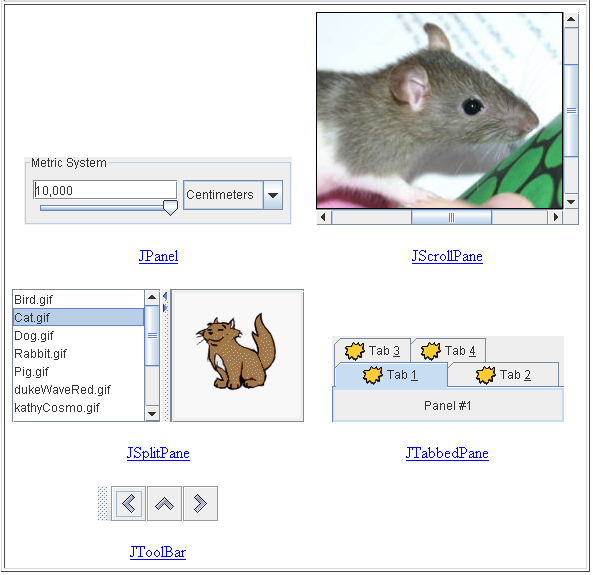 Metric System
10,000
Centimeters
JPanel
JScrollPane
Bird.gif
Cat.gif
Dog.gif
Rabbit.gif
Pig.gif
dukeWaveRed.gif
kathyCosmo.gif
JSplitPane
Tab 3 Tab 4
Tab 1 Tab 2
Panel #1
JTabbedPane
JToolBar